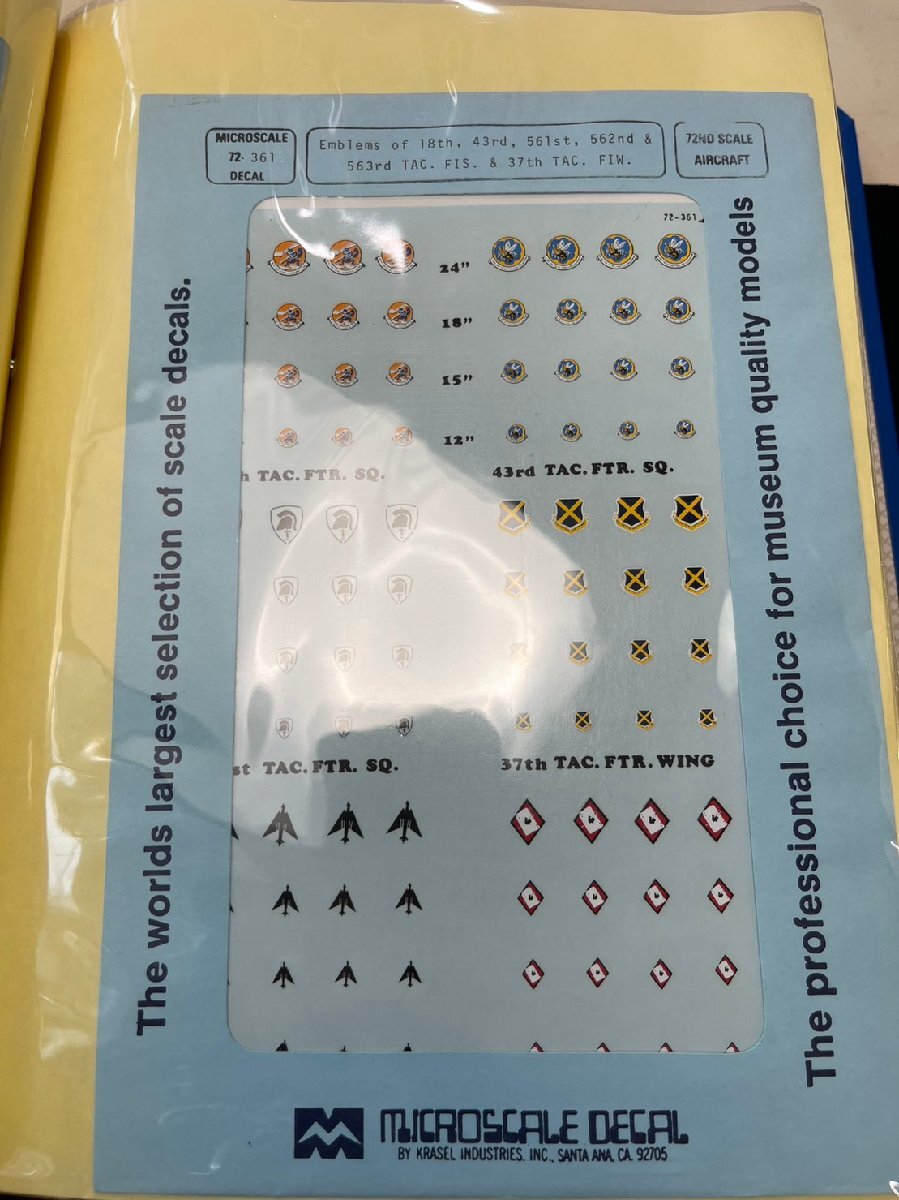 MICROSCALE
72- 361
DECAL
Emblems of 18th, 43rd, 561st, 562nd &
563rd TAC. FIS. & 37th TAC. FIW.
72ND SCALE
AIRCRAFT
The worlds largest selection of scale decals.
The professional choice for museum quality models
72-361
24"
18"
15"
12"
h TAC. FTR. SQ.
43rd TAC. FTR. SQ.
st TAC. FTR. SQ.
37th TAC. FTR. WING
MICROSCALE DECAL
BY KRASEL INDUSTRIES. INC., SANTA ANA, CA. 92705